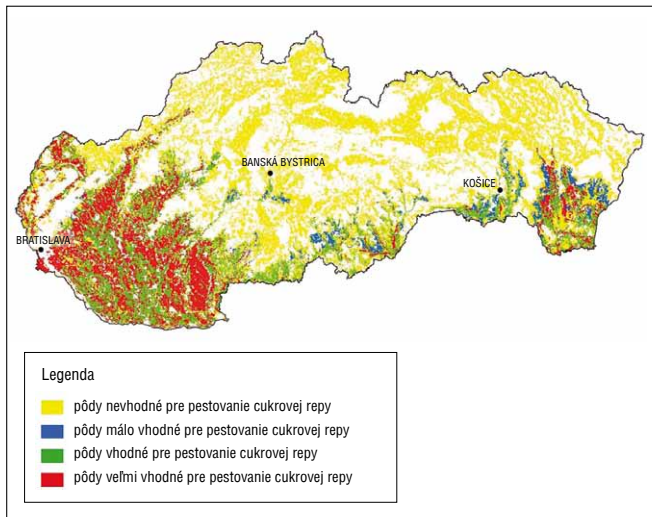 BANSKÁ BYSTRICA
KOŠICE
BRATISLAVA
Legenda
pôdy nevhodné pre pestovanie cukrovej repy
pôdy málo vhodné pre pestovanie cukrovej repy
pôdy vhodné pre pestovanie cukrovej repy
pôdy veľmi vhodné pre pestovanie cukrovej repy